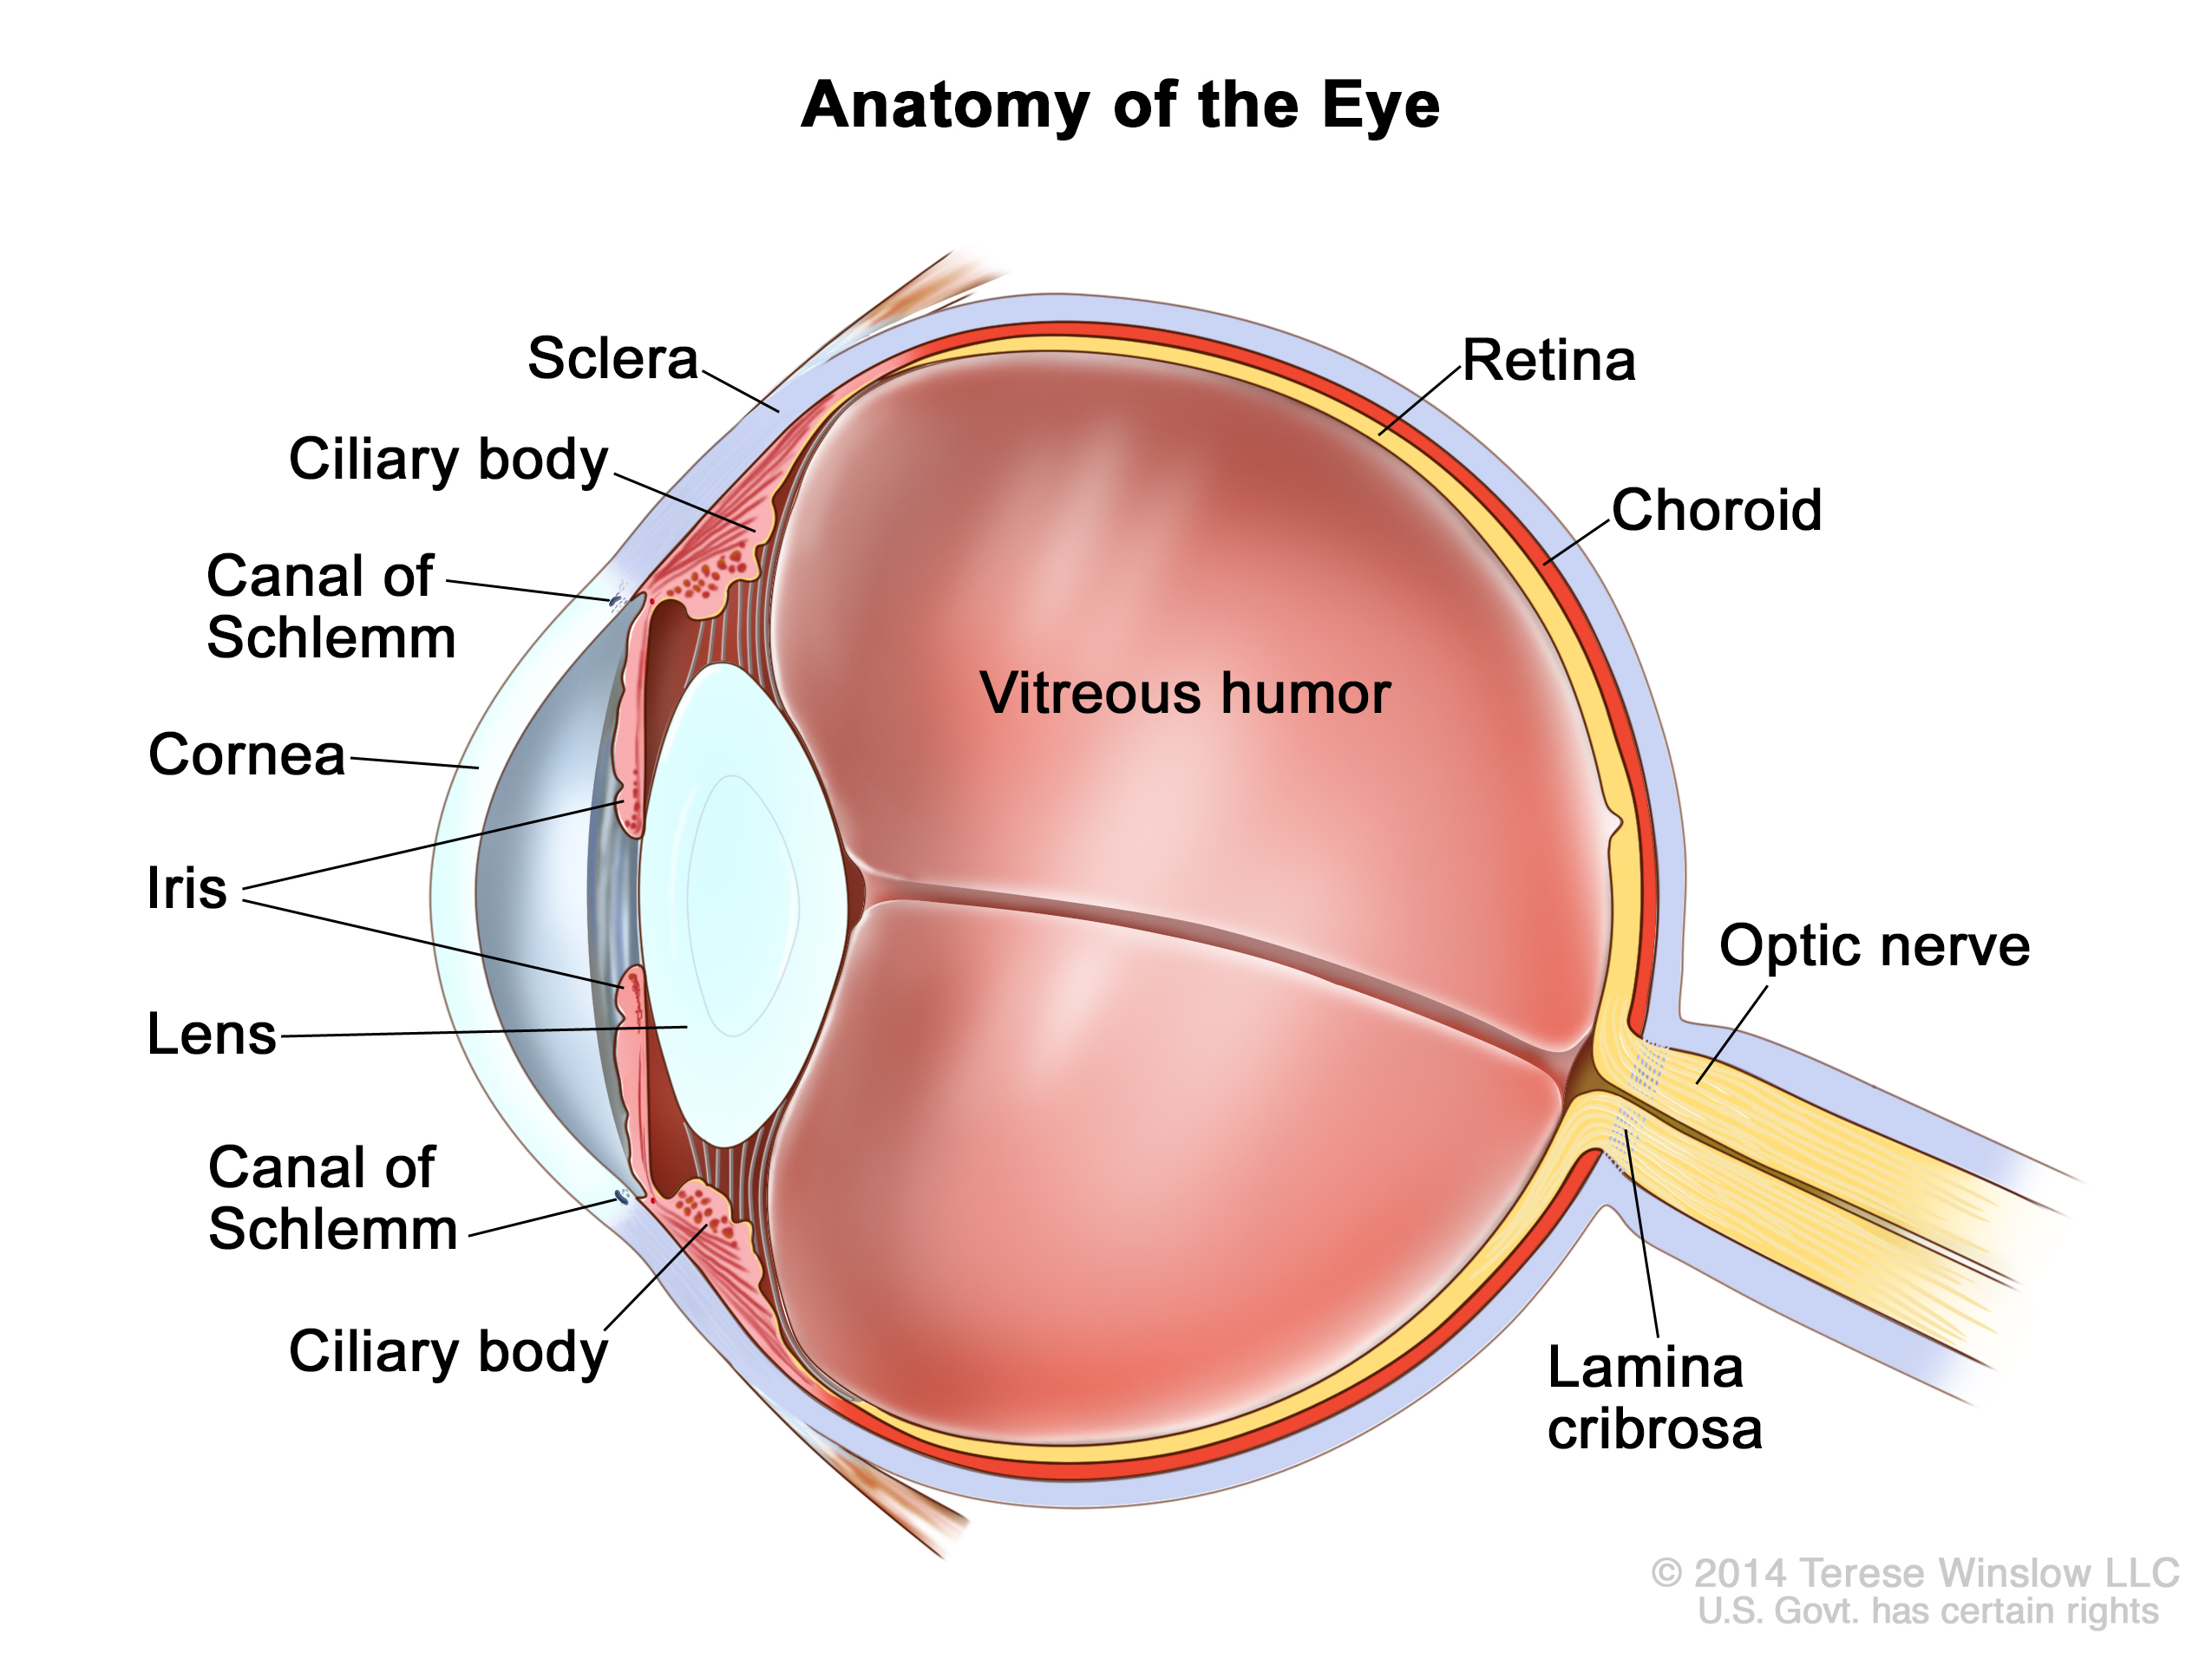 Anatomy of the Eye
Sclera
Ciliary body
Canal of
Schlemm
Cornea
Iris
Lens
Canal of
Schlemm
Ciliary body
Vitreous humor
Retina
Choroid
Optic nerve
Lamina
cribrosa
© 2014 Terese Winslow LLC
U.S. Govt. has certain rights